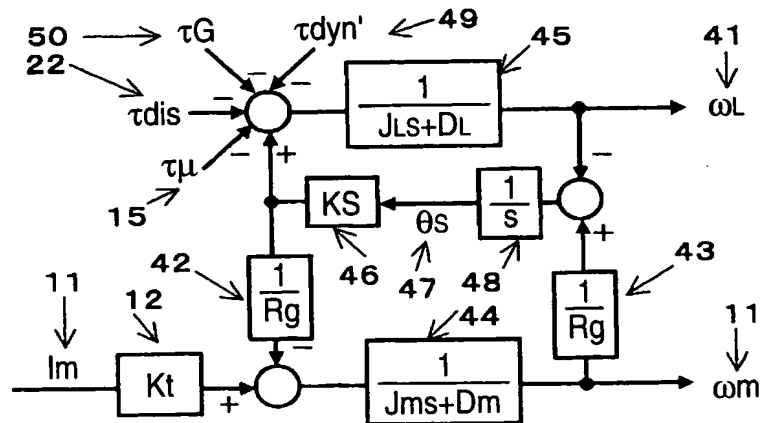 50 τG τdyn' 49 45 41
22
τdis 1 ωL
JLs+DL
τμ
15
− − − − + −
KS 1
s +
θs
42 46 47 48 43
11 12 1
Rg 44 1
Rg 11
Im − 1
Kt + Jms+Dm ωm